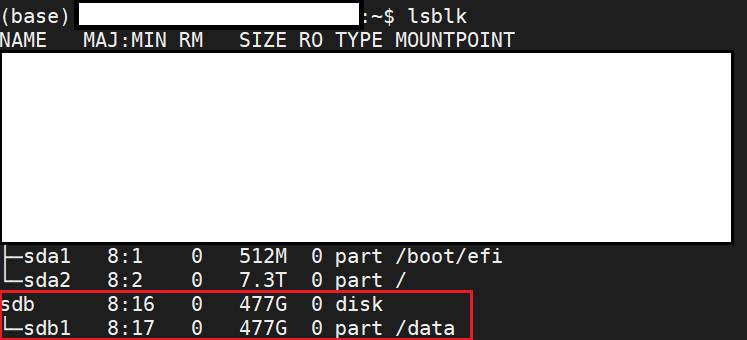 (base) :~$ lsblk
NAME   MAJ:MIN RM   SIZE RO TYPE MOUNTPOINT
├─sda1   8:1    0   512M  0 part /boot/efi
└─sda2   8:2    0   7.3T  0 part /
sdb      8:16   0   477G  0 disk
└─sdb1   8:17   0   477G  0 part /data